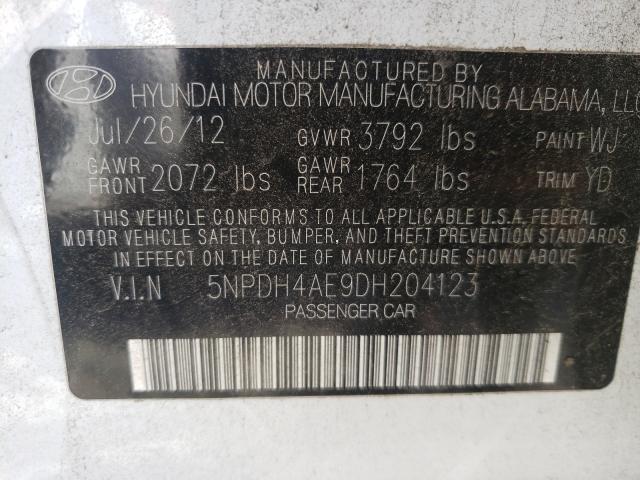 MANUFACTURED BY
HYUNDAI MOTOR MANUFACTURING ALABAMA, LLC
Jul/26/12 GVWR 3792 lbs PAINT WJ
GAWR FRONT 2072 lbs GAWR REAR 1764 lbs TRIM YD
THIS VEHICLE CONFORMS TO ALL APPLICABLE U.S.A. FEDERAL
MOTOR VEHICLE SAFETY, BUMPER, AND THEFT PREVENTION STANDARDS
IN EFFECT ON THE DATE OF MANUFACTURE SHOWN ABOVE.
V.I.N 5NPDH4AE9DH204123
PASSENGER CAR